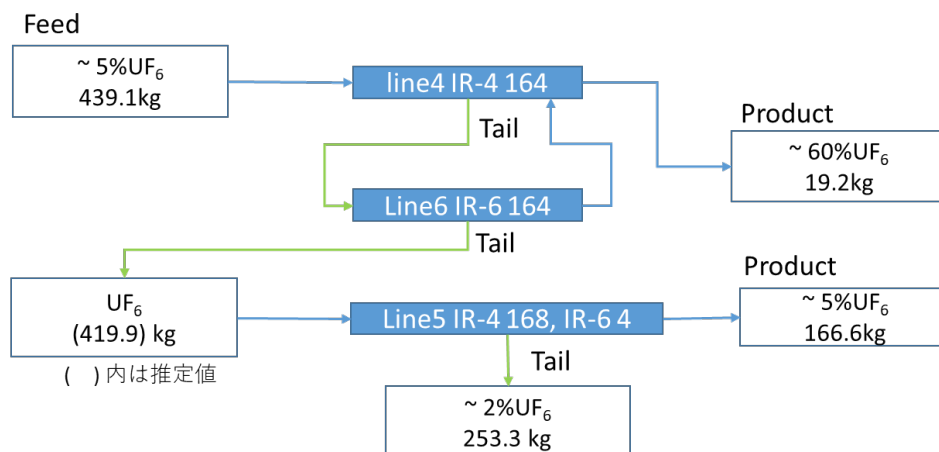 Feed
~ 5%UF₆
439.1kg
line4 IR-4 164
Tail
Product
~ 60%UF₆
19.2kg
Line6 IR-6 164
Tail
UF₆
(419.9) kg
(　) 内は推定値
Line5 IR-4 168, IR-6 4
Tail
Product
~ 5%UF₆
166.6kg
~ 2%UF₆
253.3 kg